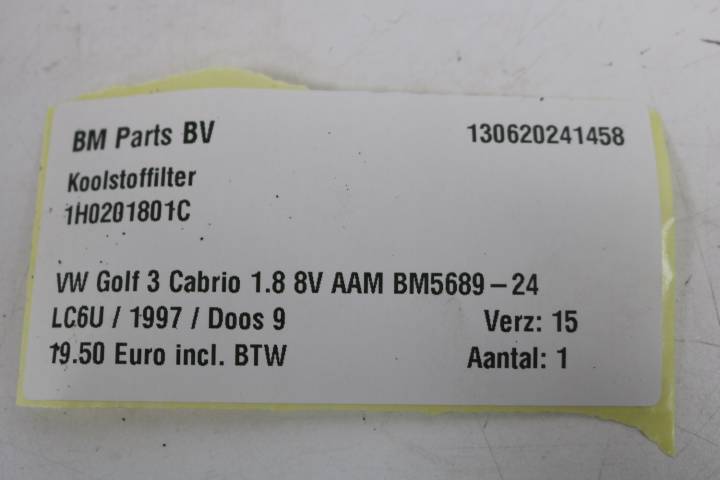 BM Parts BV 130620241458
Koolstoffilter
1H0201801C
VW Golf 3 Cabrio 1.8 8V AAM BM5689-24
LC6U / 1997 / Doos 9 Verz: 15
19.50 Euro incl. BTW Aantal: 1